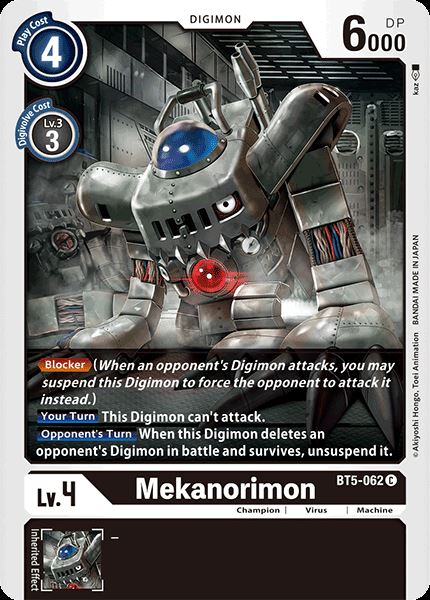 DIGIMON
Play Cost
4
6000
DP
Digivolve Cost
Lv.3
3
kaz
© Akiyoshi Hongo, Toei Animation BANDAI MADE IN JAPAN
Blocker (When an opponent's Digimon attacks, you may
suspend this Digimon to force the opponent to attack it
instead.)
Your Turn This Digimon can't attack.
Opponent's Turn When this Digimon deletes an
opponent's Digimon in battle and survives, unsuspend it.
Lv.4
Mekanorimon
BT5-062 C
Champion | Virus | Machine
Inherited Effect
–